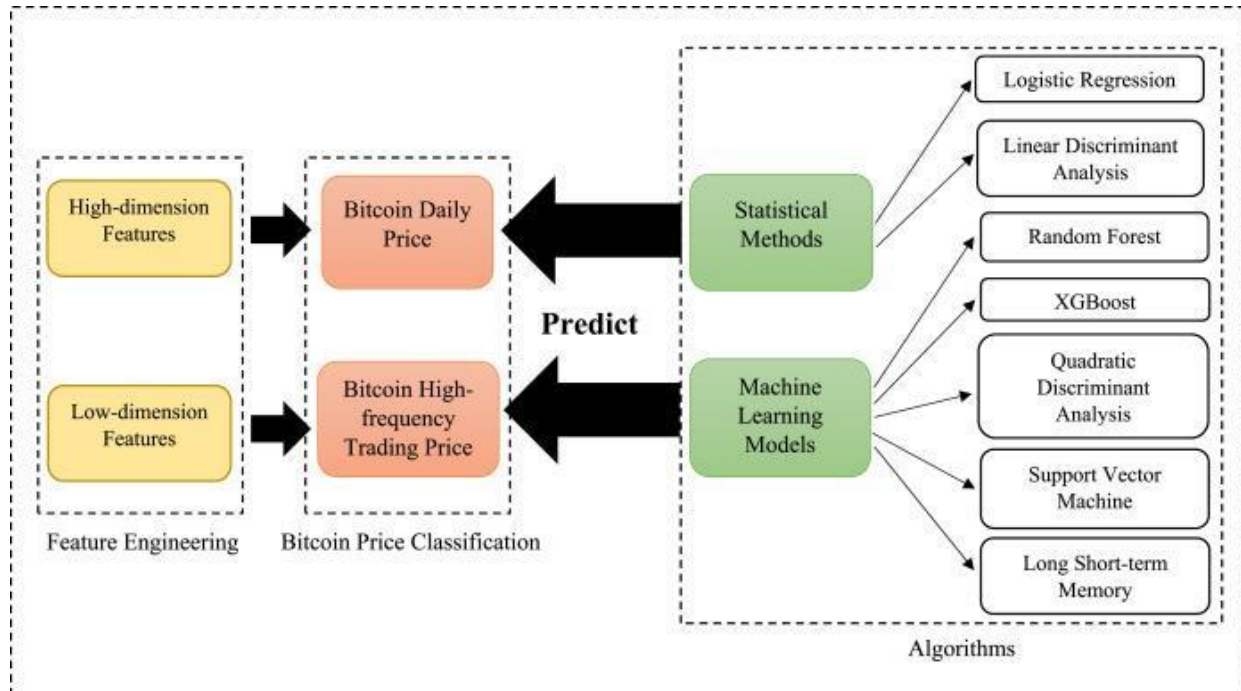 High-dimension
Features
Low-dimension
Features
Feature Engineering
Bitcoin Daily
Price
Bitcoin High-
frequency
Trading Price
Bitcoin Price Classification
Predict
Statistical
Methods
Machine
Learning
Models
Logistic Regression
Linear Discriminant
Analysis
Random Forest
XGBoost
Quadratic
Discriminant
Analysis
Support Vector
Machine
Long Short-term
Memory
Algorithms